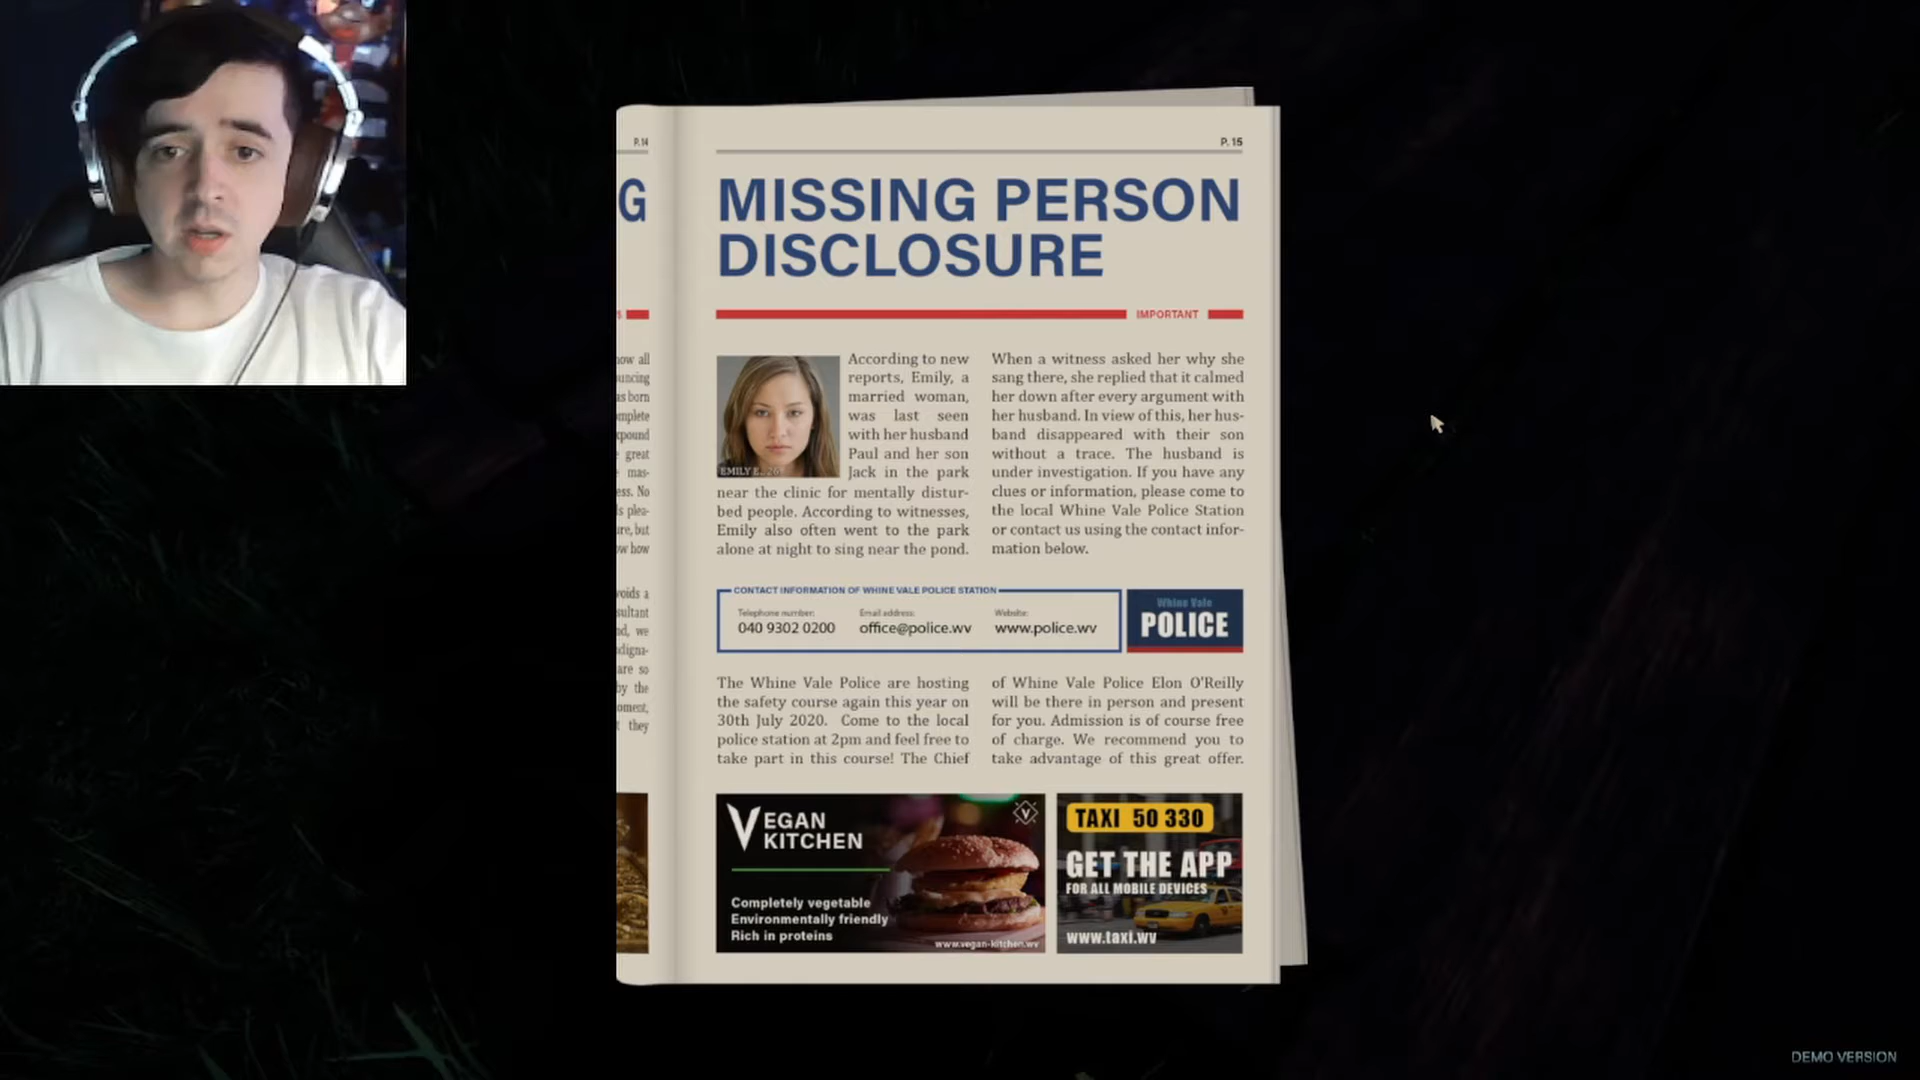 P.14
P. 15
G
MISSING PERSON
DISCLOSURE
IMPORTANT
According to new
reports, Emily, a
married woman,
was last seen
with her husband
Paul and her son
Jack in the park
near the clinic for mentally distur-
bed people. According to witnesses,
Emily also often went to the park
alone at night to sing near the pond.
When a witness asked her why she
sang there, she replied that it calmed
her down after every argument with
her husband. In view of this, her hus-
band disappeared with their son
without a trace. The husband is
under investigation. If you have any
clues or information, please come to
the local Whine Vale Police Station
or contact us using the contact infor-
mation below.
EMILY E.
CONTACT INFORMATION OF WHINE VALE POLICE STATION
Telephone number:
040 9302 0200
Email address:
office@police.wv
Website:
www.police.wv
Whine Vale
POLICE
The Whine Vale Police are hosting
the safety course again this year on
30th July 2020. Come to the local
police station at 2pm and feel free to
take part in this course! The Chief
of Whine Vale Police Elon O'Reilly
will be there in person and present
for you. Admission is of course free
of charge. We recommend you to
take advantage of this great offer.
VEGAN
KITCHEN
Completely vegetable
Environmentally friendly
Rich in proteins
www.vegan-kitchen.wv
TAXI 50 330
GET THE APP
FOR ALL MOBILE DEVICES
www.taxi.wv
DEMO VERSION